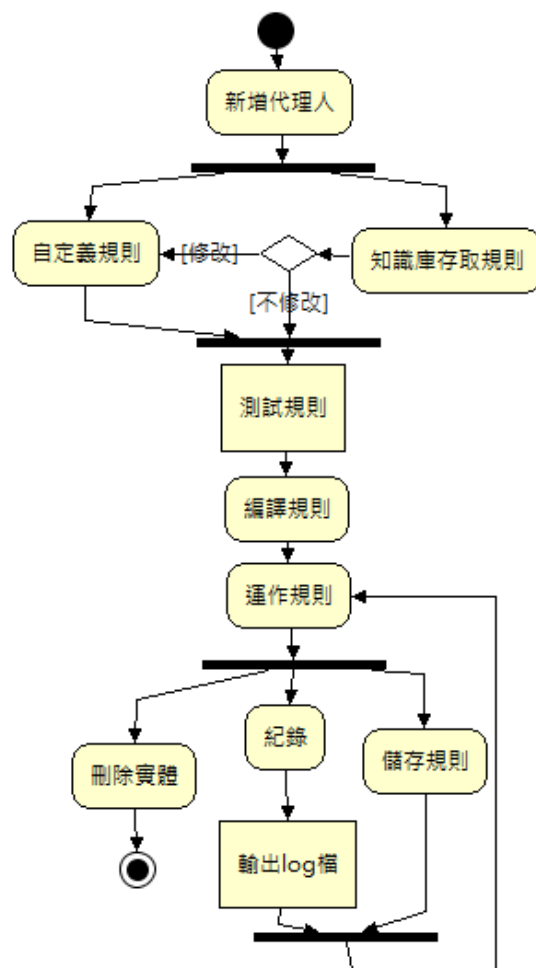 新增代理人
自定義規則
[修改]
知識庫存取規則
[不修改]
測試規則
編譯規則
運作規則
刪除實體
紀錄
儲存規則
輸出log檔